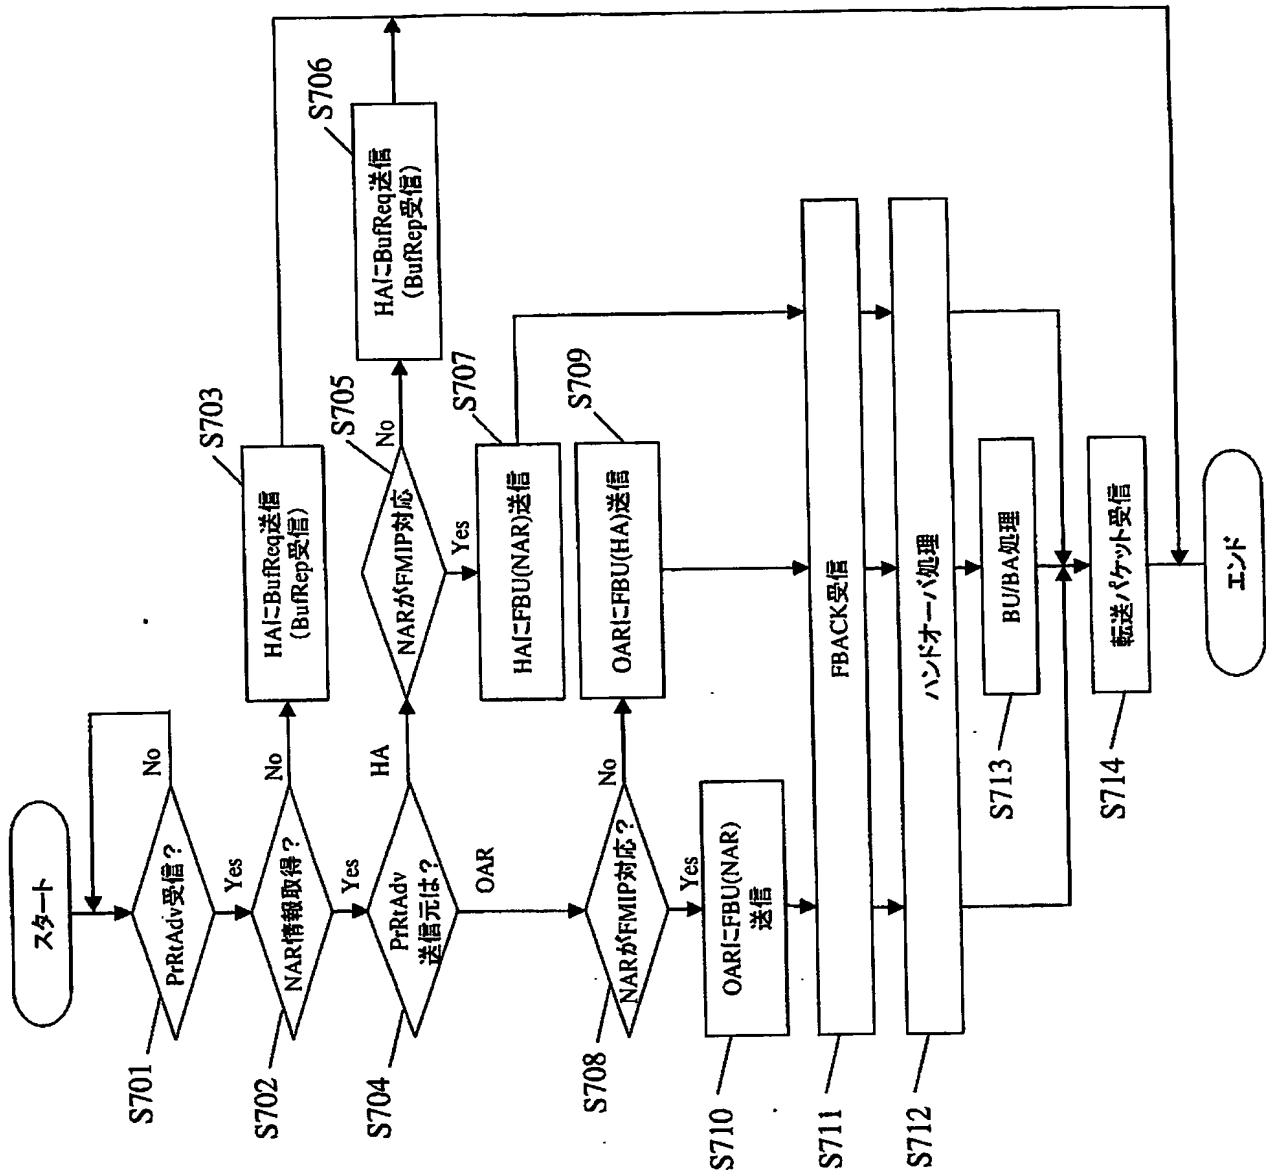 スタート
PrRtAdv受信?
No
S701
Yes
NAR情報取得?
No
S702
HAにBufReq送信
(BufRep受信)
S703
Yes
PrRtAdv
送信元は?
HA
S704
OAR
NARがFMIP対応
No
S705
HAにBufReq送信
(BufRep受信)
S706
Yes
HAにFBU(NAR)送信
S707
NARがFMIP対応?
No
S708
OARにFBU(HA)送信
S709
Yes
OARにFBU(NAR)
送信
S710
FBACK受信
S711
ハンドオーバ処理
S712
BU/BA処理
S713
転送パケット受信
S714
エンド